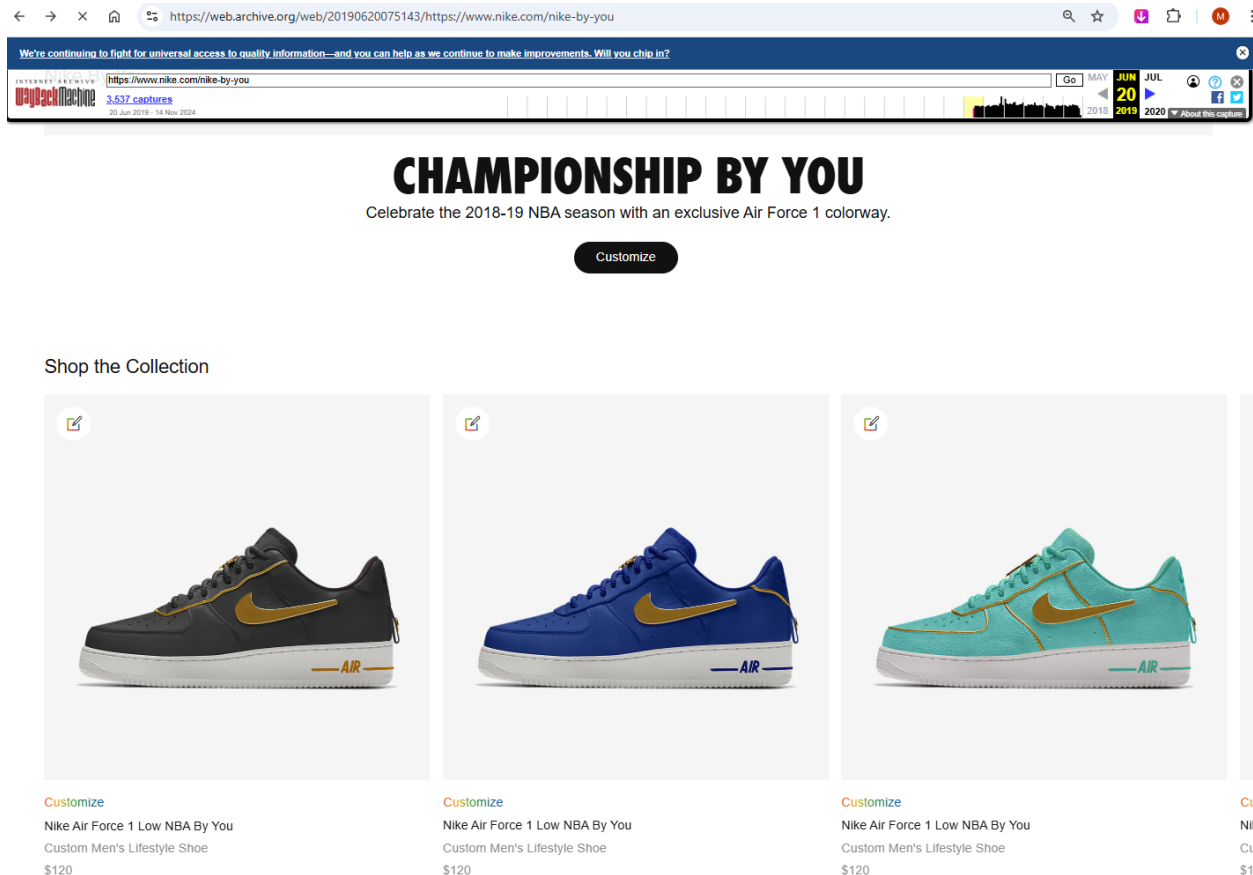 https://web.archive.org/web/20190620075143/https://www.nike.com/nike-by-you
M
We're continuing to fight for universal access to quality information—and you can help as we continue to make improvements. Will you chip in?
INTERNET ARCHIVE
WayBackMachine
https://www.nike.com/nike-by-you
Go
MAY JUN JUL
3,537 captures
20
20 Jun 2019 - 14 Nov 2024
2018 2019 2020
▼ About this capture
CHAMPIONSHIP BY YOU
Celebrate the 2018-19 NBA season with an exclusive Air Force 1 colorway.
Customize
Shop the Collection
AIR AIR AIR
Customize Customize Customize
Nike Air Force 1 Low NBA By You Nike Air Force 1 Low NBA By You Nike Air Force 1 Low NBA By You
Custom Men's Lifestyle Shoe Custom Men's Lifestyle Shoe Custom Men's Lifestyle Shoe
$120 $120 $120